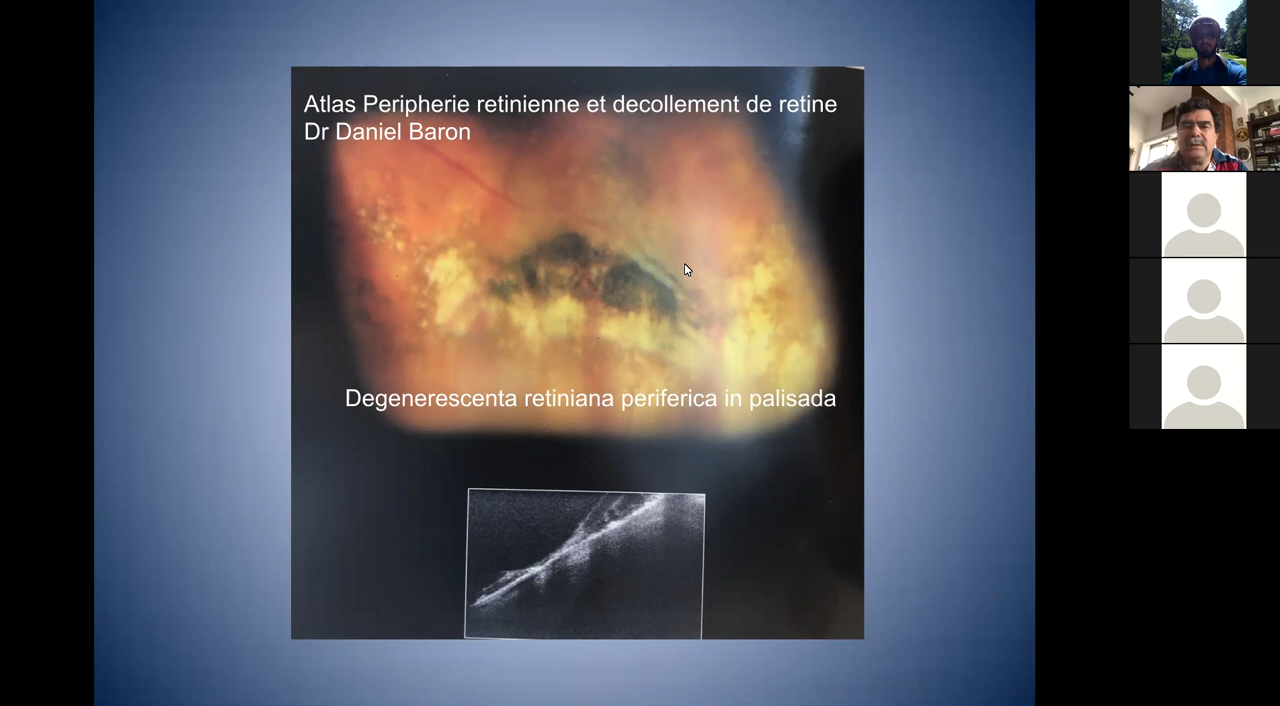 Atlas Peripherie retinienne et decollement de retine
Dr Daniel Baron
Degenerescenta retiniana periferica in palisada